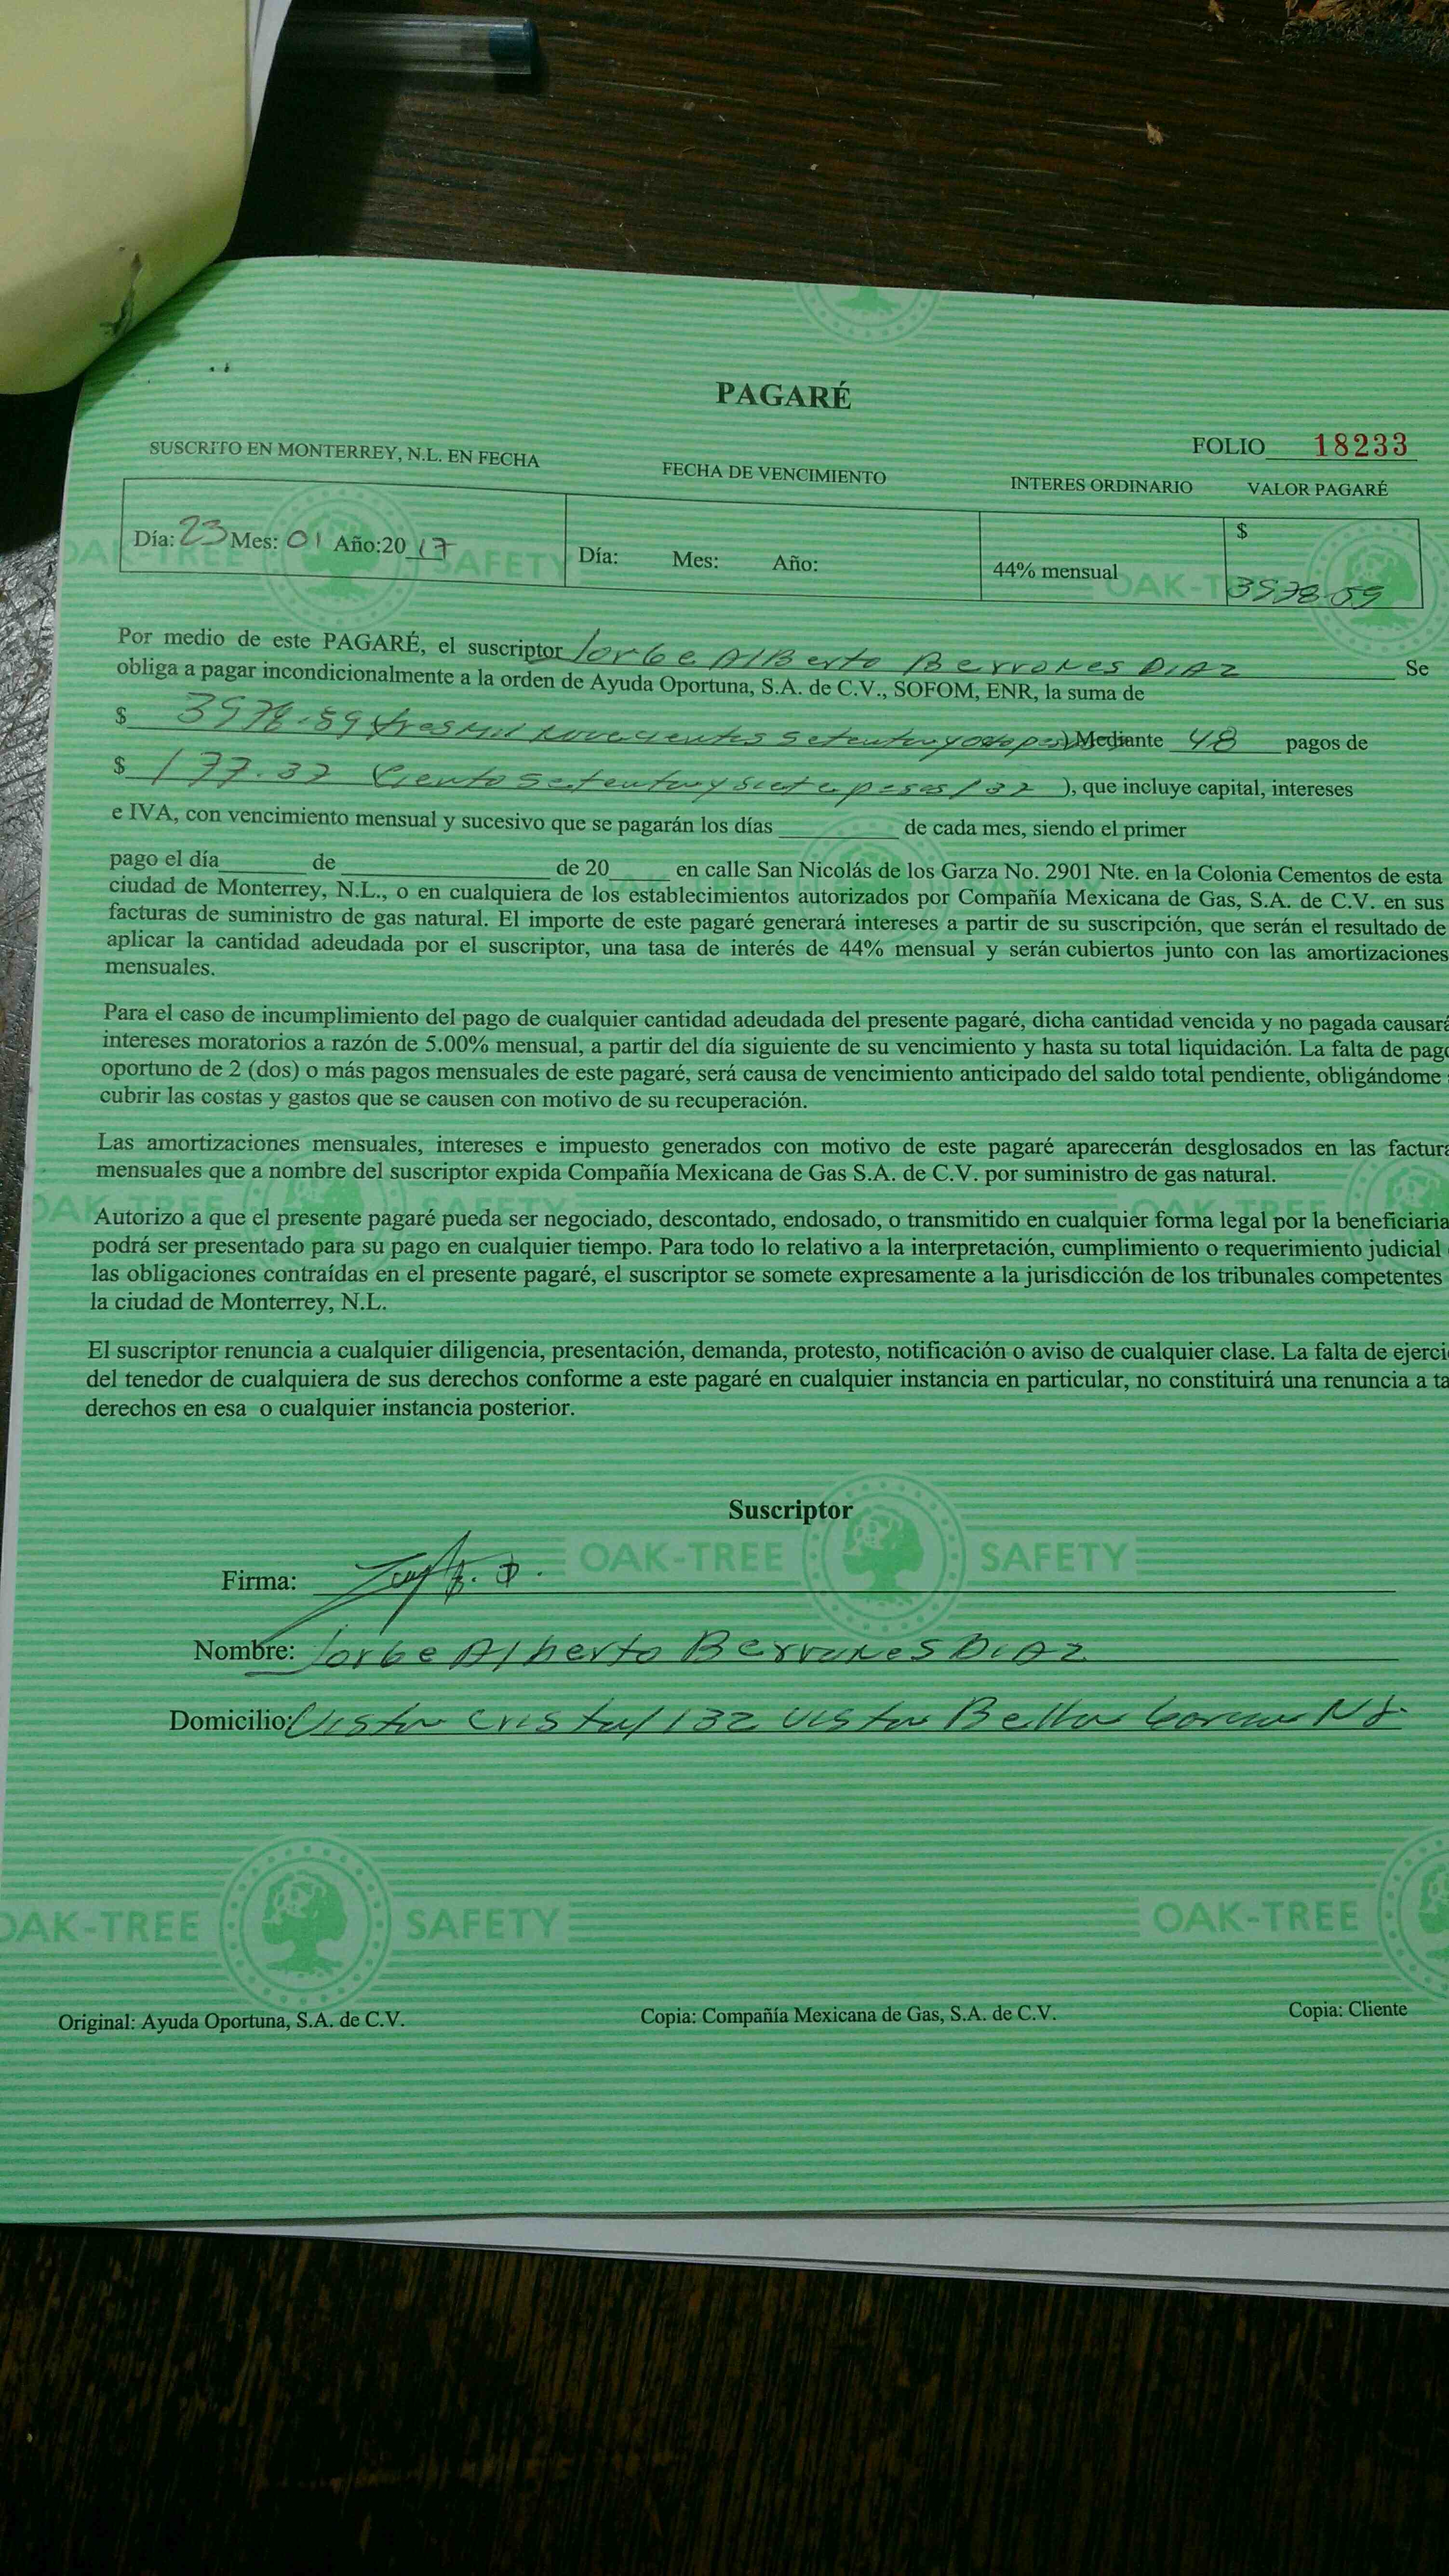 PAGARÉ
FOLIO 18233
SUSCRITO EN MONTERREY, N.L. EN FECHA FECHA DE VENCIMIENTO INTERES ORDINARIO VALOR PAGARÉ
Día: 23 Mes: 01 Año:20 17 Día: Mes: Año: 44% mensual $ 3978.59
Por medio de este PAGARÉ, el suscriptor Jorge Alberto Berrones Diaz Se
obliga a pagar incondicionalmente a la orden de Ayuda Oportuna, S.A. de C.V., SOFOM, ENR, la suma de
$ 3978.59 tres mil novecientos setenta y ocho ) Mediante 48 pagos de
$ 177.37 Ciento setenta y siete pesos ), que incluye capital, intereses
e IVA, con vencimiento mensual y sucesivo que se pagarán los días de cada mes, siendo el primer
pago el día de de 20 en calle San Nicolás de los Garza No. 2901 Nte. en la Colonia Cementos de esta
ciudad de Monterrey, N.L., o en cualquiera de los establecimientos autorizados por Compañía Mexicana de Gas, S.A. de C.V. en sus
facturas de suministro de gas natural. El importe de este pagaré generará intereses a partir de su suscripción, que serán el resultado de
aplicar la cantidad adeudada por el suscriptor, una tasa de interés de 44% mensual y serán cubiertos junto con las amortizaciones
mensuales.
Para el caso de incumplimiento del pago de cualquier cantidad adeudada del presente pagaré, dicha cantidad vencida y no pagada causará
intereses moratorios a razón de 5.00% mensual, a partir del día siguiente de su vencimiento y hasta su total liquidación. La falta de pago
oportuno de 2 (dos) o más pagos mensuales de este pagaré, será causa de vencimiento anticipado del saldo total pendiente, obligándome
cubrir las costas y gastos que se causen con motivo de su recuperación.
Las amortizaciones mensuales, intereses e impuesto generados con motivo de este pagaré aparecerán desglosados en las factura
mensuales que a nombre del suscriptor expida Compañía Mexicana de Gas S.A. de C.V. por suministro de gas natural.
Autorizo a que el presente pagaré pueda ser negociado, descontado, endosado, o transmitido en cualquier forma legal por la beneficiaria
podrá ser presentado para su pago en cualquier tiempo. Para todo lo relativo a la interpretación, cumplimiento o requerimiento judicial
las obligaciones contraídas en el presente pagaré, el suscriptor se somete expresamente a la jurisdicción de los tribunales competentes
la ciudad de Monterrey, N.L.
El suscriptor renuncia a cualquier diligencia, presentación, demanda, protesto, notificación o aviso de cualquier clase. La falta de ejerci
del tenedor de cualquiera de sus derechos conforme a este pagaré en cualquier instancia en particular, no constituirá una renuncia a ta
derechos en esa o cualquier instancia posterior.
Suscriptor
OAK-TREE SAFETY
Firma:
Nombre: Jorge Alberto Berrones Diaz
Domicilio: Vista Cristal 132 Vista Bella Garcia NL
OAK-TREE SAFETY OAK-TREE
Original: Ayuda Oportuna, S.A. de C.V. Copia: Compañía Mexicana de Gas, S.A. de C.V. Copia: Cliente